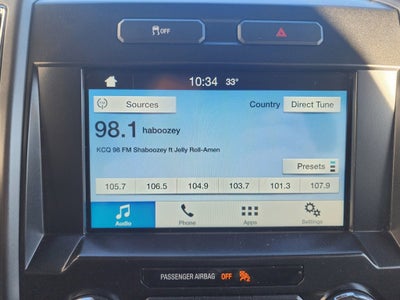 OFF
10:34 33°
Sources Country Direct Tune
98.1 haboozey
KCQ 98 FM Shaboozey ft Jelly Roll-Amen
Presets
105.7 106.5 104.9 103.7 101.3 107.9
Audio Phone Apps Settings
PASSENGER AIRBAG OFF